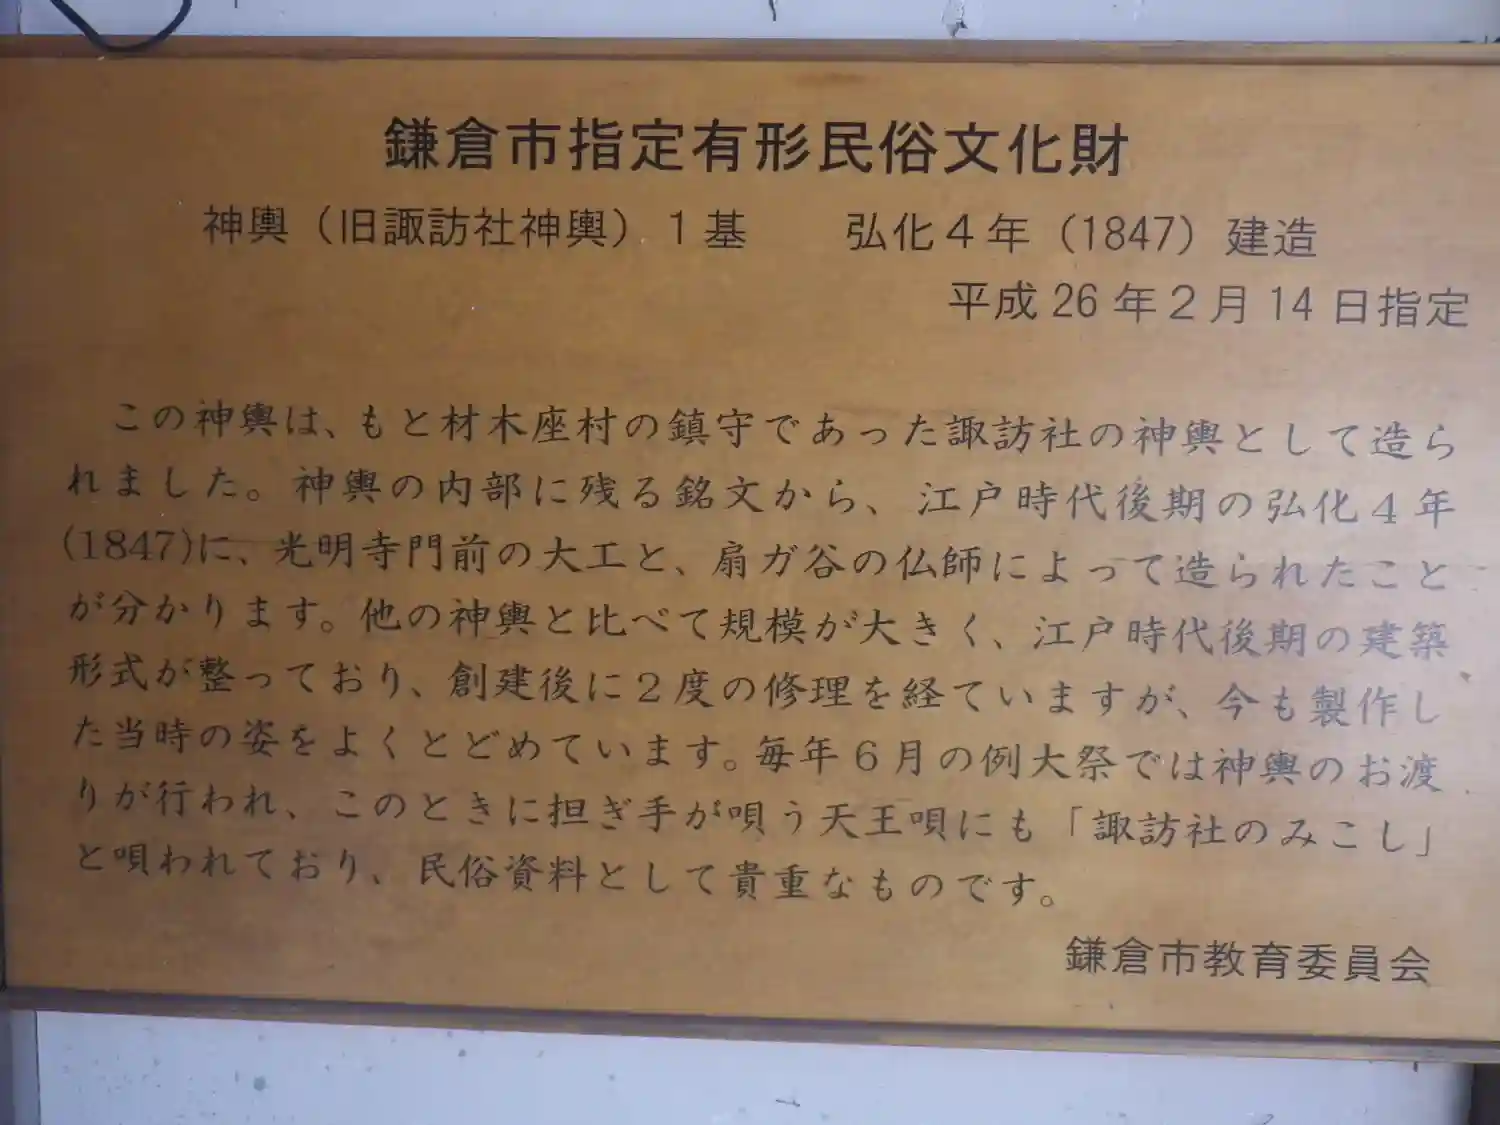 鎌倉市指定有形民俗文化財
神輿（旧諏訪社神輿）１基　　弘化４年（1847）建造
平成 26 年２月 14 日指定
この神輿は、もと材木座村の鎮守であった諏訪社の神輿として造ら
れました。神輿の内部に残る銘文から、江戸時代後期の弘化４年
(1847)に、光明寺門前の大工と、扇ガ谷の仏師によって造られたこと
が分かります。他の神輿と比べて規模が大きく、江戸時代後期の建築
形式が整っており、創建後に２度の修理を経ていますが、今も製作し
た当時の姿をよくとどめています。毎年６月の例大祭では神輿のお渡
りが行われ、このときに担ぎ手が唄う天王唄にも「諏訪社のみこし」
と唄われており、民俗資料として貴重なものです。
鎌倉市教育委員会